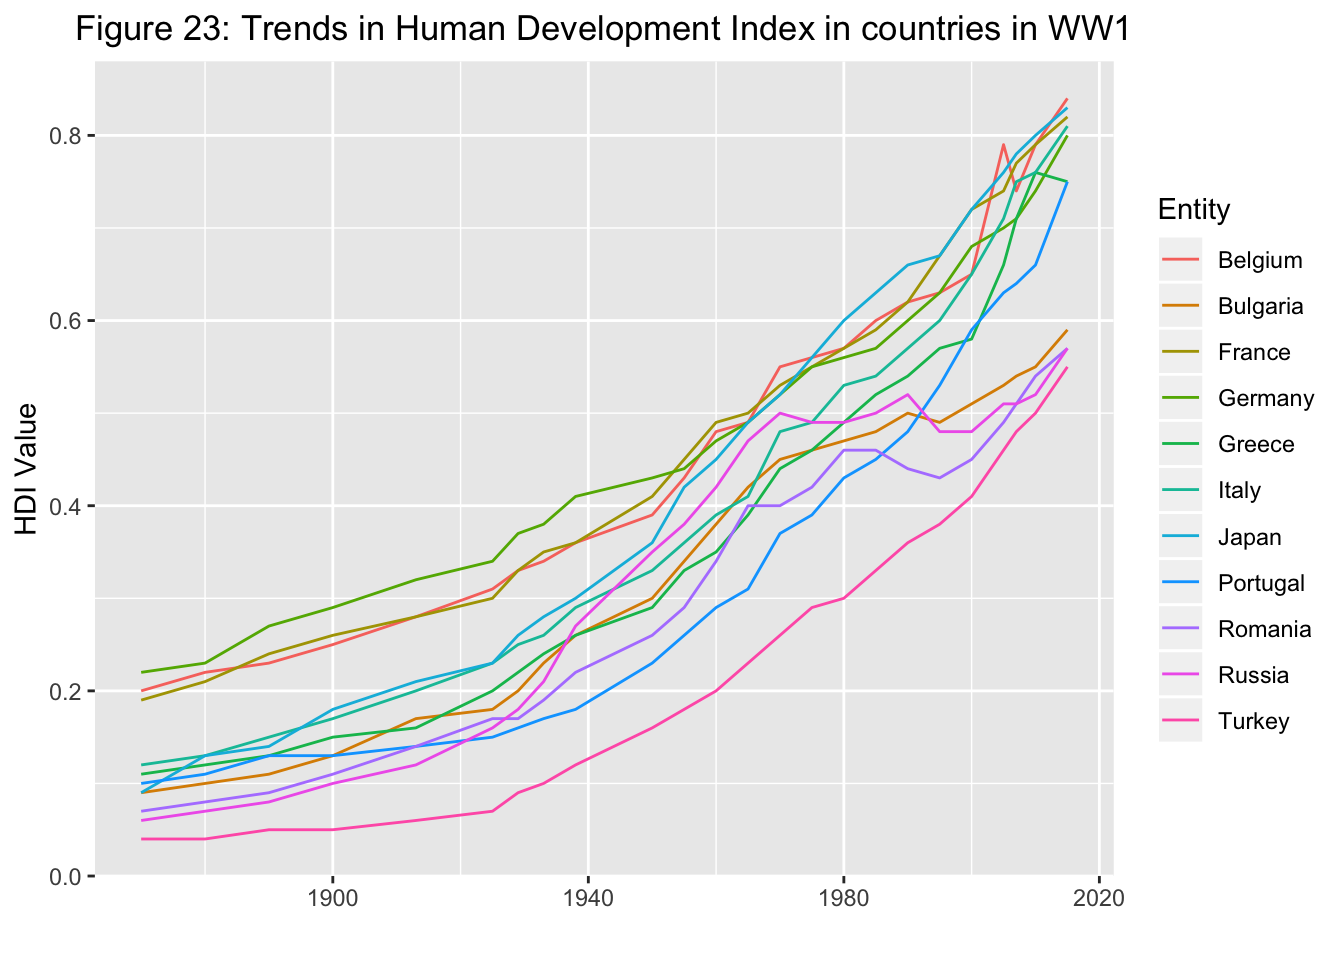 Figure 23: Trends in Human Development Index in countries in WW1
HDI Value
0.8
0.6
0.4
0.2
0.0
1900
1940
1980
2020
Entity
Belgium
Bulgaria
France
Germany
Greece
Italy
Japan
Portugal
Romania
Russia
Turkey